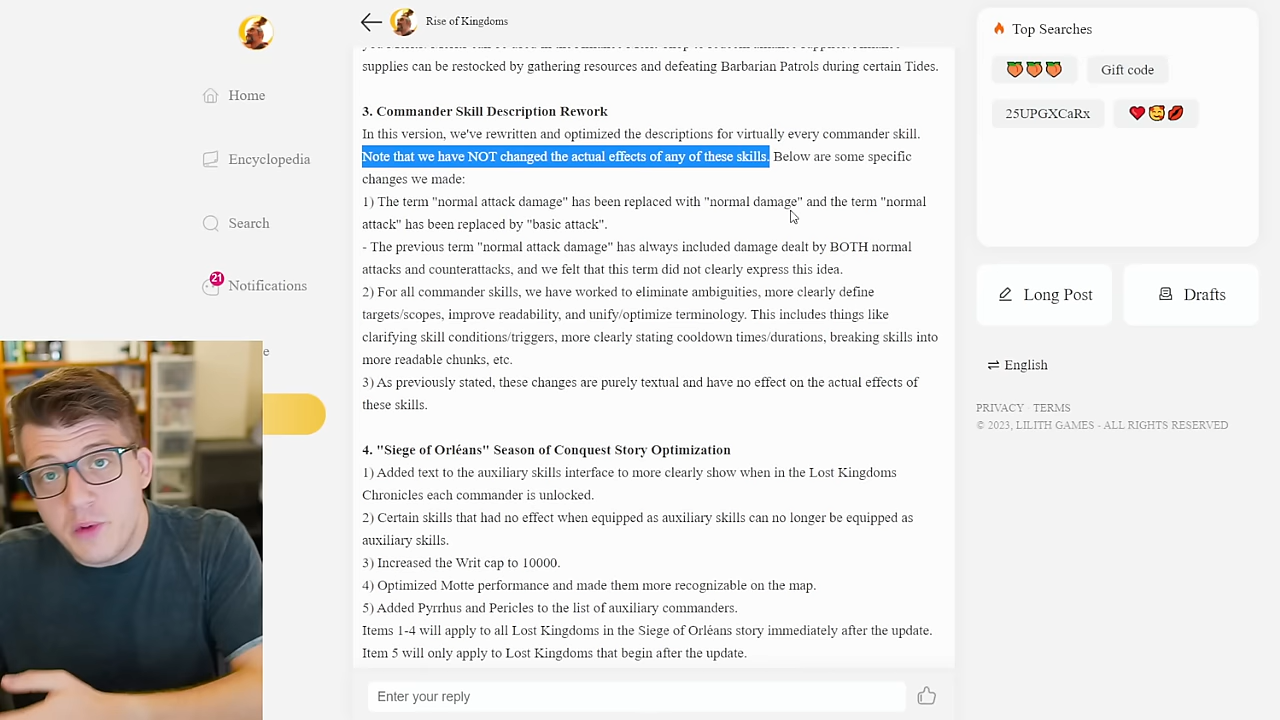 Rise of Kingdoms
supplies can be restocked by gathering resources and defeating Barbarian Patrols during certain Tides.
3. Commander Skill Description Rework
In this version, we've rewritten and optimized the descriptions for virtually every commander skill.
Note that we have NOT changed the actual effects of any of these skills. Below are some specific
changes we made:
1) The term "normal attack damage" has been replaced with "normal damage" and the term "normal
attack" has been replaced by "basic attack".
- The previous term "normal attack damage" has always included damage dealt by BOTH normal
attacks and counterattacks, and we felt that this term did not clearly express this idea.
2) For all commander skills, we have worked to eliminate ambiguities, more clearly define
targets/scopes, improve readability, and unify/optimize terminology. This includes things like
clarifying skill conditions/triggers, more clearly stating cooldown times/durations, breaking skills into
more readable chunks, etc.
3) As previously stated, these changes are purely textual and have no effect on the actual effects of
these skills.
4. "Siege of Orléans" Season of Conquest Story Optimization
1) Added text to the auxiliary skills interface to more clearly show when in the Lost Kingdoms
Chronicles each commander is unlocked.
2) Certain skills that had no effect when equipped as auxiliary skills can no longer be equipped as
auxiliary skills.
3) Increased the Writ cap to 10000.
4) Optimized Motte performance and made them more recognizable on the map.
5) Added Pyrrhus and Pericles to the list of auxiliary commanders.
Items 1-4 will apply to all Lost Kingdoms in the Siege of Orléans story immediately after the update.
Item 5 will only apply to Lost Kingdoms that begin after the update.
Enter your reply
Home
Encyclopedia
Search
21
Notifications
e
Top Searches
🍑🍑🍑
Gift code
25UPGXCaRx
❤️🥰💋
Long Post
Drafts
English
PRIVACY · TERMS
© 2023, LILITH GAMES - ALL RIGHTS RESERVED